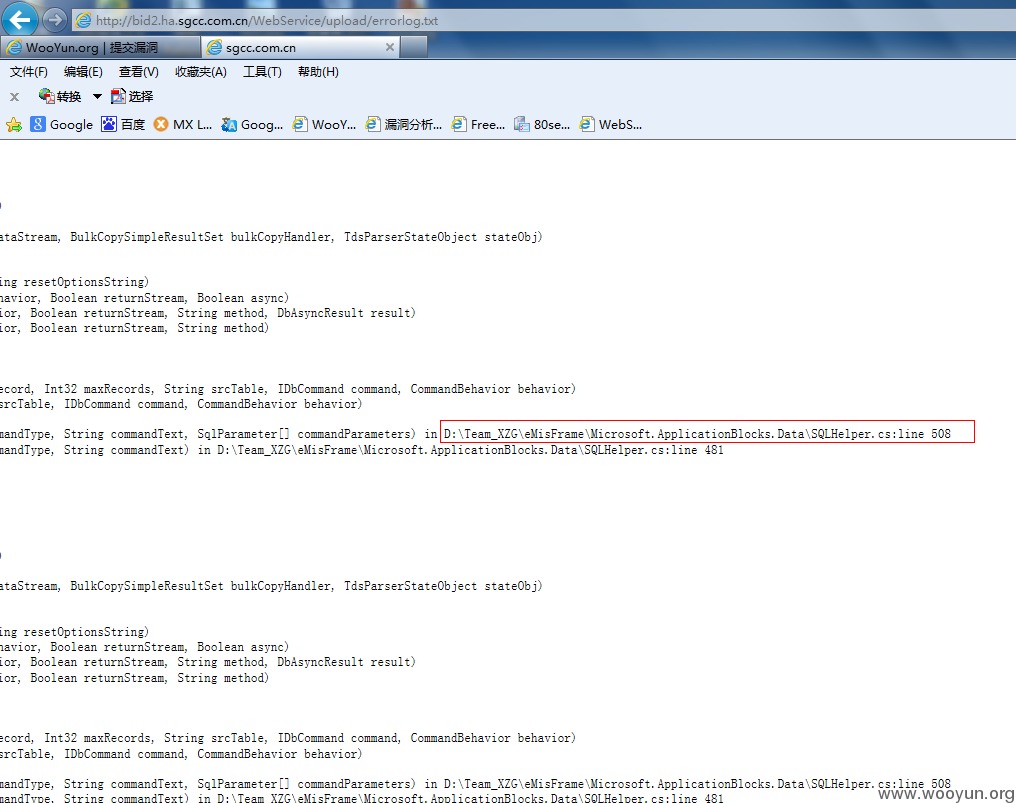 http://bid2.ha.sgcc.com.cn/WebService/upload/errorlog.txt
WooYun.org | 提交漏洞
sgcc.com.cn
文件(F) 编辑(E) 查看(V) 收藏夹(A) 工具(T) 帮助(H)
x 转换 选择
Google 百度 MX L... Goog... WooY... 漏洞分析... Free... 80se... WebS...
)
ataStream, BulkCopySimpleResultSet bulkCopyHandler, TdsParserStateObject stateObj)
ing resetOptionsString)
havior, Boolean returnStream, Boolean async)
ior, Boolean returnStream, String method, DbAsyncResult result)
ior, Boolean returnStream, String method)
ecord, Int32 maxRecords, String srcTable, IDbCommand command, CommandBehavior behavior)
srcTable, IDbCommand command, CommandBehavior behavior)
mandType, String commandText, SqlParameter[] commandParameters) in D:\Team_XZG\eMisFrame\Microsoft.ApplicationBlocks.Data\SQLHelper.cs:line 508
mandType, String commandText) in D:\Team_XZG\eMisFrame\Microsoft.ApplicationBlocks.Data\SQLHelper.cs:line 481
)
ataStream, BulkCopySimpleResultSet bulkCopyHandler, TdsParserStateObject stateObj)
ing resetOptionsString)
havior, Boolean returnStream, Boolean async)
ior, Boolean returnStream, String method, DbAsyncResult result)
ior, Boolean returnStream, String method)
ecord, Int32 maxRecords, String srcTable, IDbCommand command, CommandBehavior behavior)
srcTable, IDbCommand command, CommandBehavior behavior)
mandType, String commandText, SqlParameter[] commandParameters) in D:\Team_XZG\eMisFrame\Microsoft.ApplicationBlocks.Data\SQLHelper.cs:line 508
mandType, String commandText) in D:\Team_XZG\eMisFrame\Microsoft.ApplicationBlocks.Data\SQLHelper.cs:line 481
www.wooyun.org